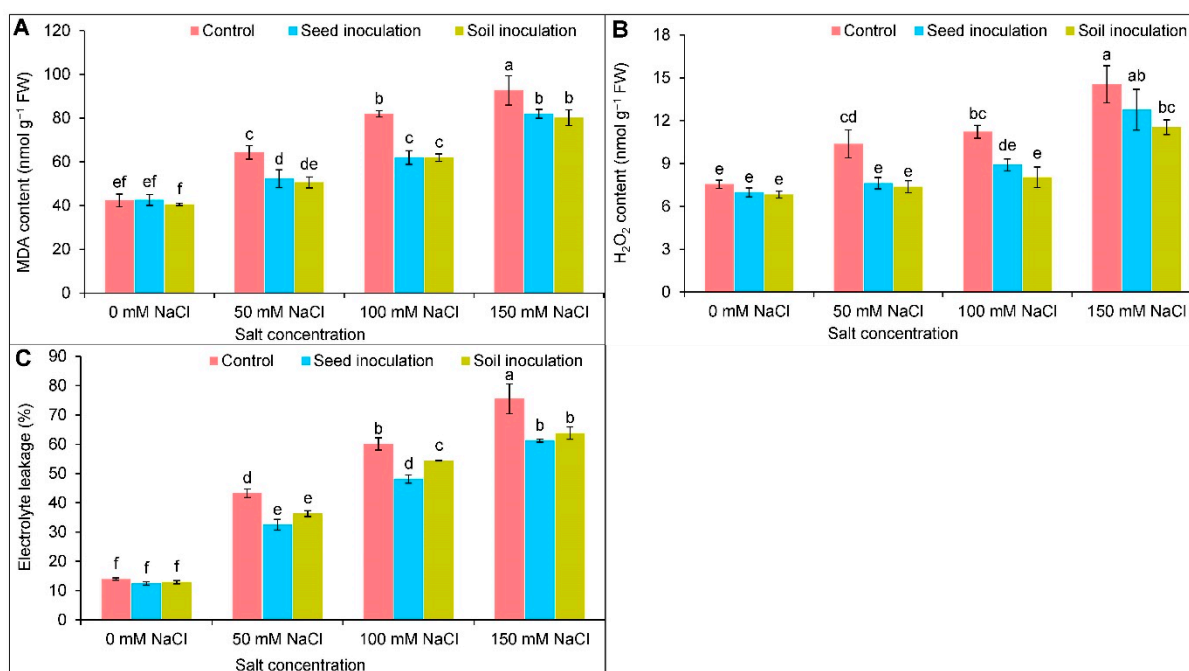 A
Control Seed inoculation Soil inoculation
MDA content (nmol g⁻¹ FW)
120
100
80
60
40
20
0
ef ef f
c d de
b c c
a b b
0 mM NaCl 50 mM NaCl 100 mM NaCl 150 mM NaCl
Salt concentration
B
Control Seed inoculation Soil inoculation
H₂O₂ content (nmol g⁻¹ FW)
18
15
12
9
6
3
0
e e e
cd e e
bc de e
a ab bc
0 mM NaCl 50 mM NaCl 100 mM NaCl 150 mM NaCl
Salt concentration
C
Control Seed inoculation Soil inoculation
Electrolyte leakage (%)
90
80
70
60
50
40
30
20
10
0
f f f
d e e
b d c
a b b
0 mM NaCl 50 mM NaCl 100 mM NaCl 150 mM NaCl
Salt concentration